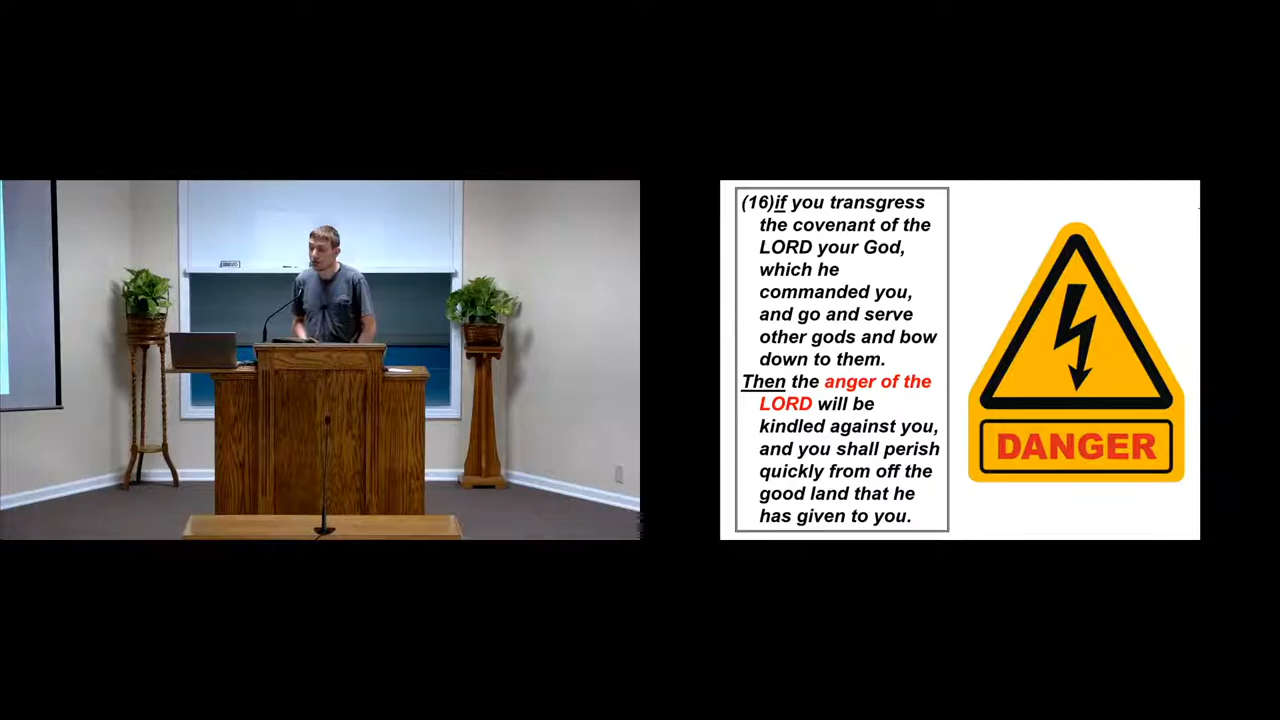 (16)if you transgress
the covenant of the
LORD your God,
which he
commanded you,
and go and serve
other gods and bow
down to them.
Then the anger of the
LORD will be
kindled against you,
and you shall perish
quickly from off the
good land that he
has given to you.
DANGER